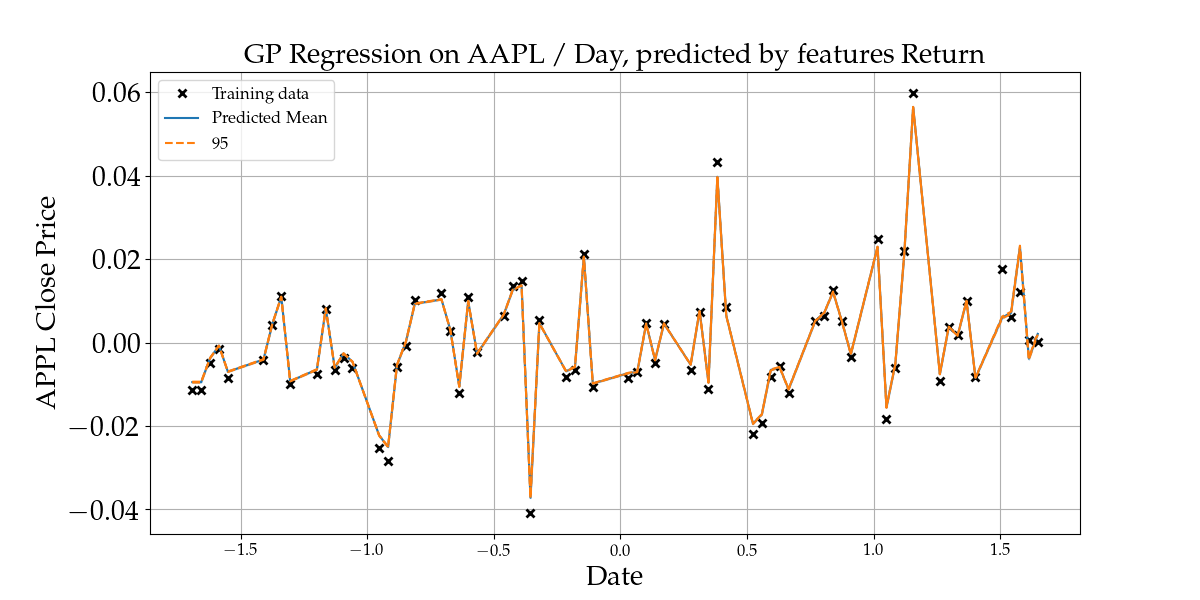 GP Regression on AAPL / Day, predicted by features Return
Training data
Predicted Mean
95
APPL Close Price
0.06
0.04
0.02
0.00
−0.02
−0.04
−1.5 −1.0 −0.5 0.0 0.5 1.0 1.5
Date